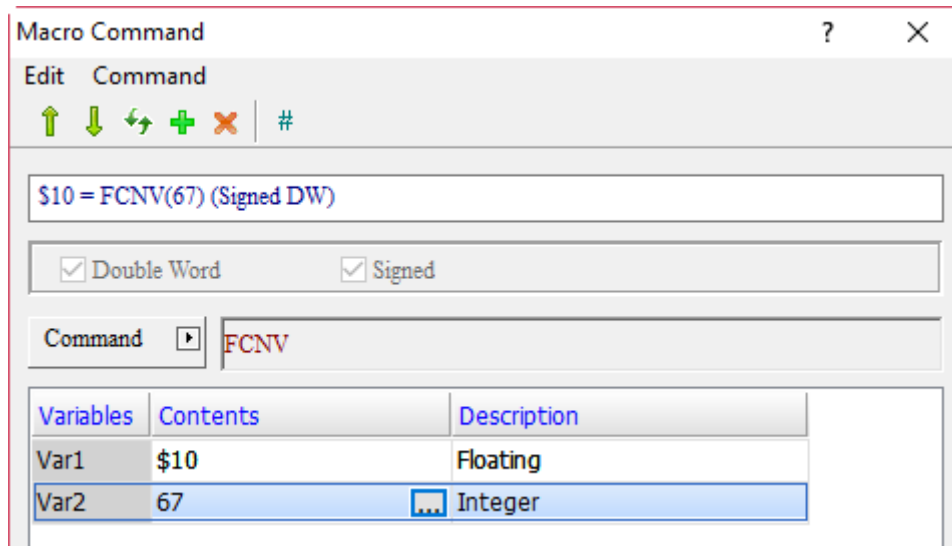 Macro Command ?
Edit Command
#
$10 = FCNV(67) (Signed DW)
Double Word Signed
Command FCNV
Variables Contents Description
Var1 $10 Floating
Var2 67 ... Integer